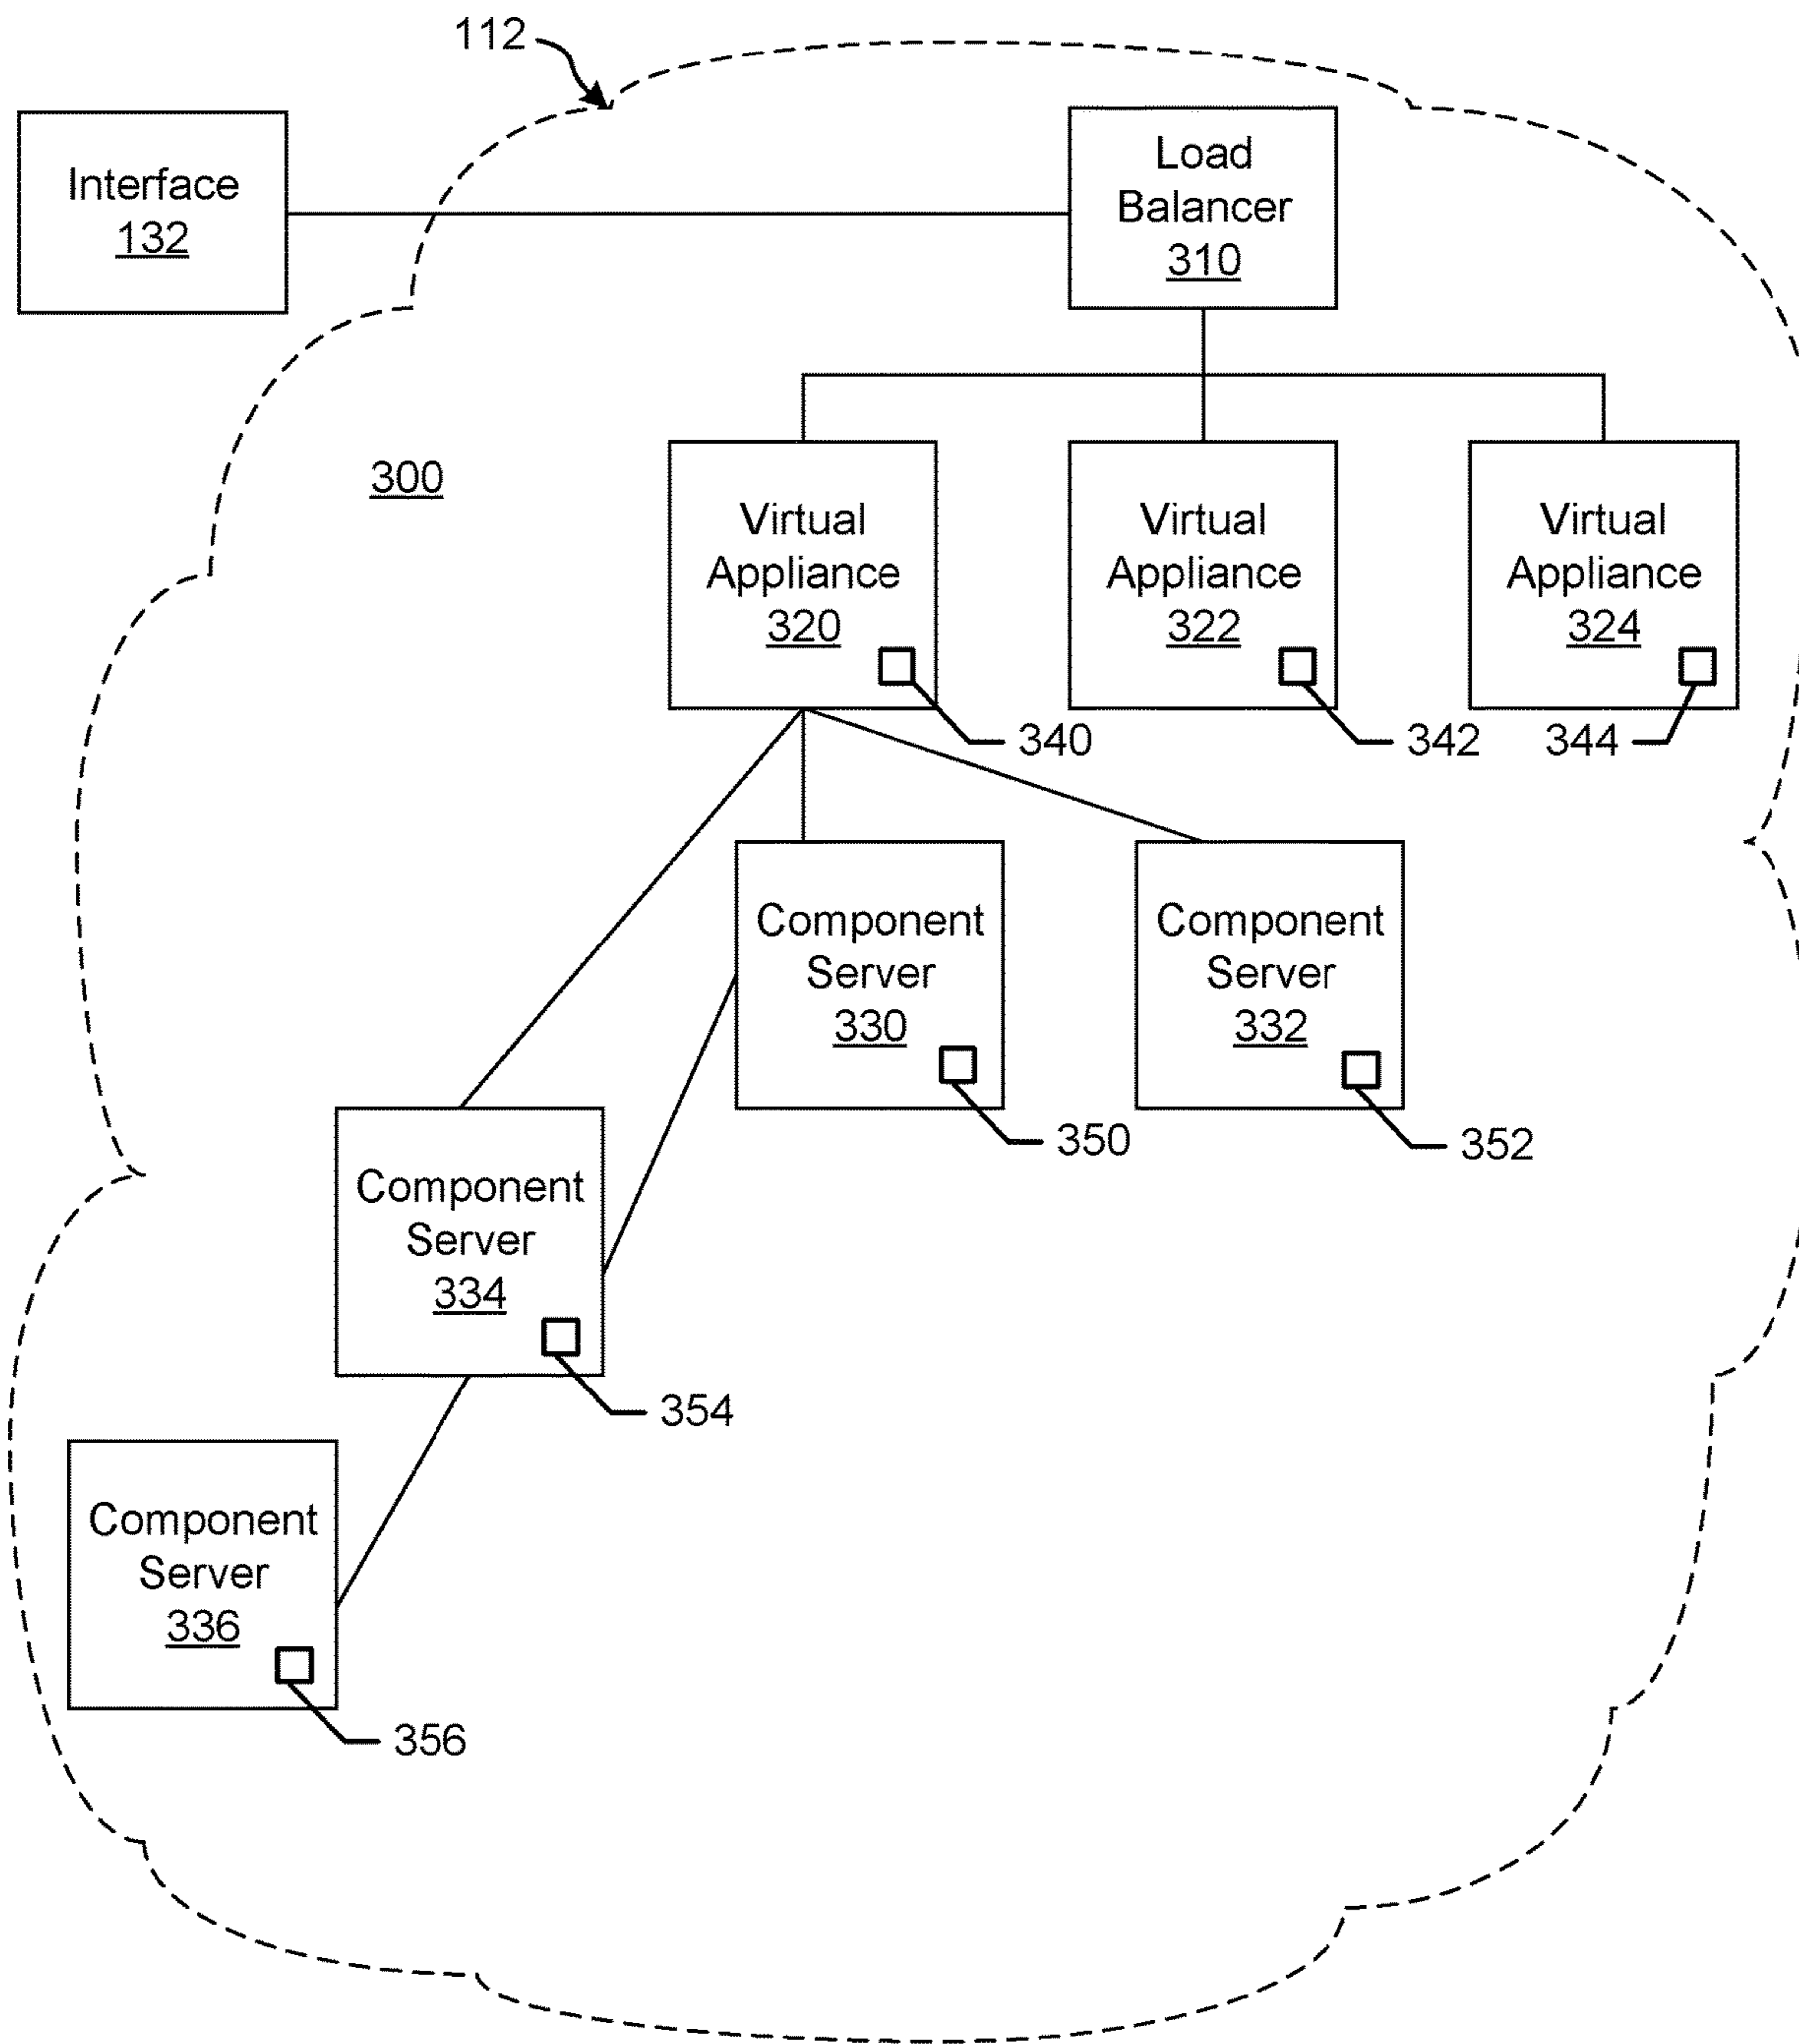 112
Interface
132
Load
Balancer
310
300
Virtual
Appliance
320
Virtual
Appliance
322
Virtual
Appliance
324
340
342
344
Component
Server
330
Component
Server
332
350
352
Component
Server
334
354
Component
Server
336
356